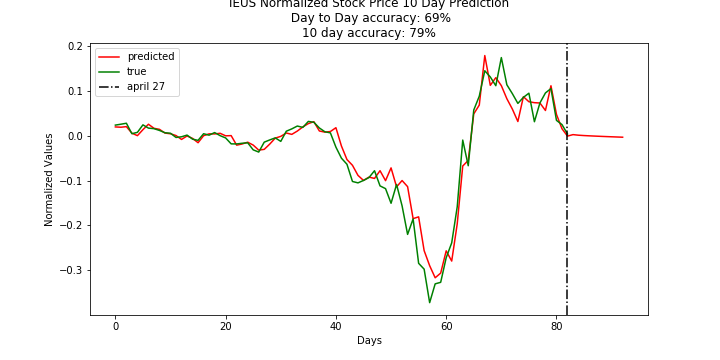 IEUS Normalized Stock Price 10 Day Prediction
Day to Day accuracy: 69%
10 day accuracy: 79%
predicted
true
april 27
Normalized Values
0.2
0.1
0.0
−0.1
−0.2
−0.3
0
20
40
60
80
Days